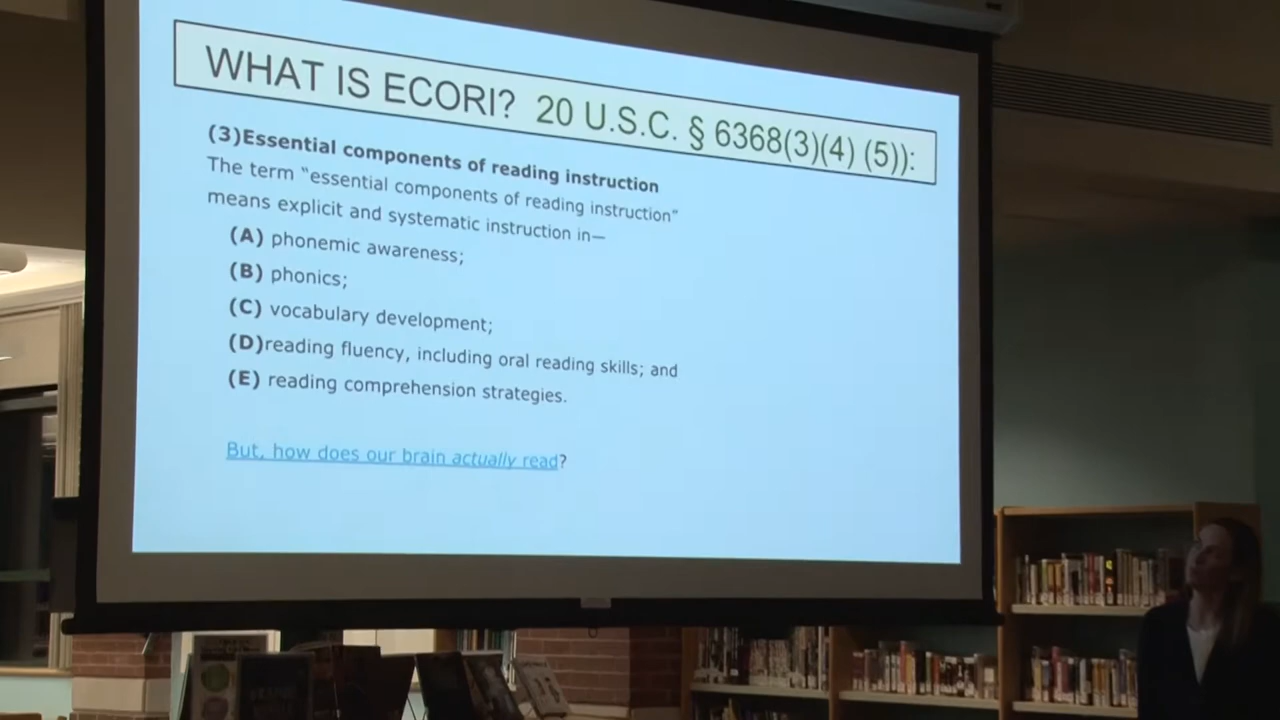 WHAT IS ECORI? 20 U.S.C. § 6368(3)(4) (5)):
(3)Essential components of reading instruction
The term “essential components of reading instruction”
means explicit and systematic instruction in—
(A) phonemic awareness;
(B) phonics;
(C) vocabulary development;
(D)reading fluency, including oral reading skills; and
(E) reading comprehension strategies.
But, how does our brain actually read?